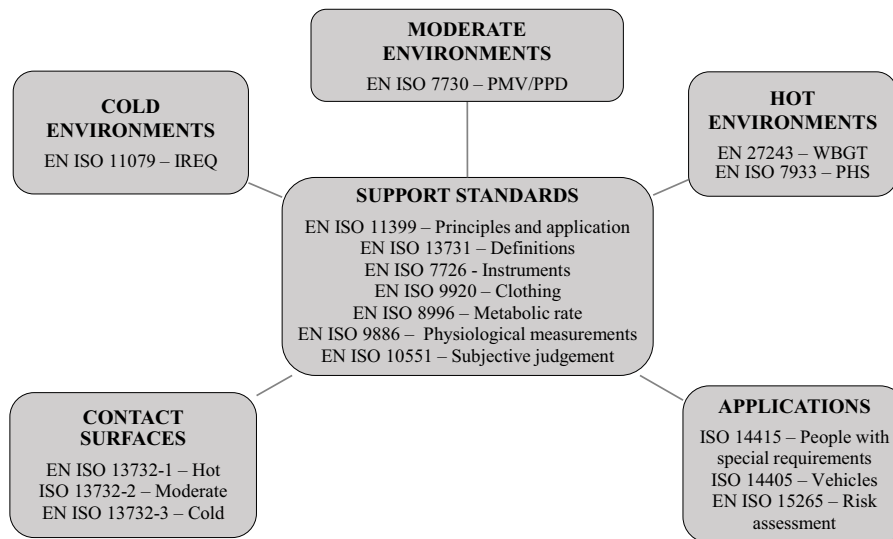 MODERATE
ENVIRONMENTS
EN ISO 7730 – PMV/PPD
COLD
ENVIRONMENTS
EN ISO 11079 – IREQ
HOT
ENVIRONMENTS
EN 27243 – WBGT
EN ISO 7933 – PHS
SUPPORT STANDARDS
EN ISO 11399 – Principles and application
EN ISO 13731 – Definitions
EN ISO 7726 - Instruments
EN ISO 9920 – Clothing
EN ISO 8996 – Metabolic rate
EN ISO 9886 – Physiological measurements
EN ISO 10551 – Subjective judgement
CONTACT
SURFACES
EN ISO 13732-1 – Hot
ISO 13732-2 – Moderate
EN ISO 13732-3 – Cold
APPLICATIONS
ISO 14415 – People with
special requirements
ISO 14405 – Vehicles
EN ISO 15265 – Risk
assessment